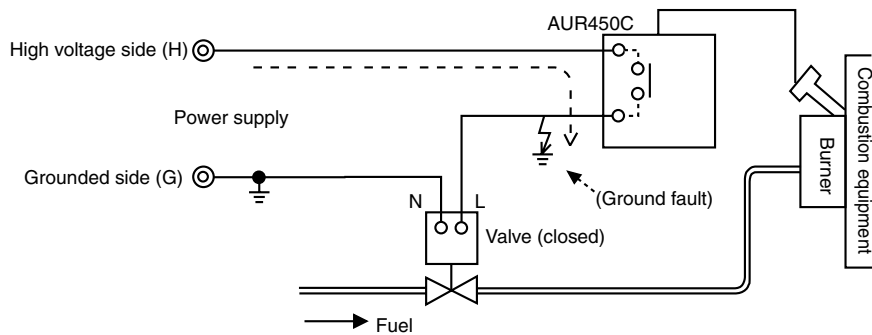 AUR450C
High voltage side (H)
Power supply
Grounded side (G)
(Ground fault)
N
L
Valve (closed)
Fuel
Burner
Combustion equipment